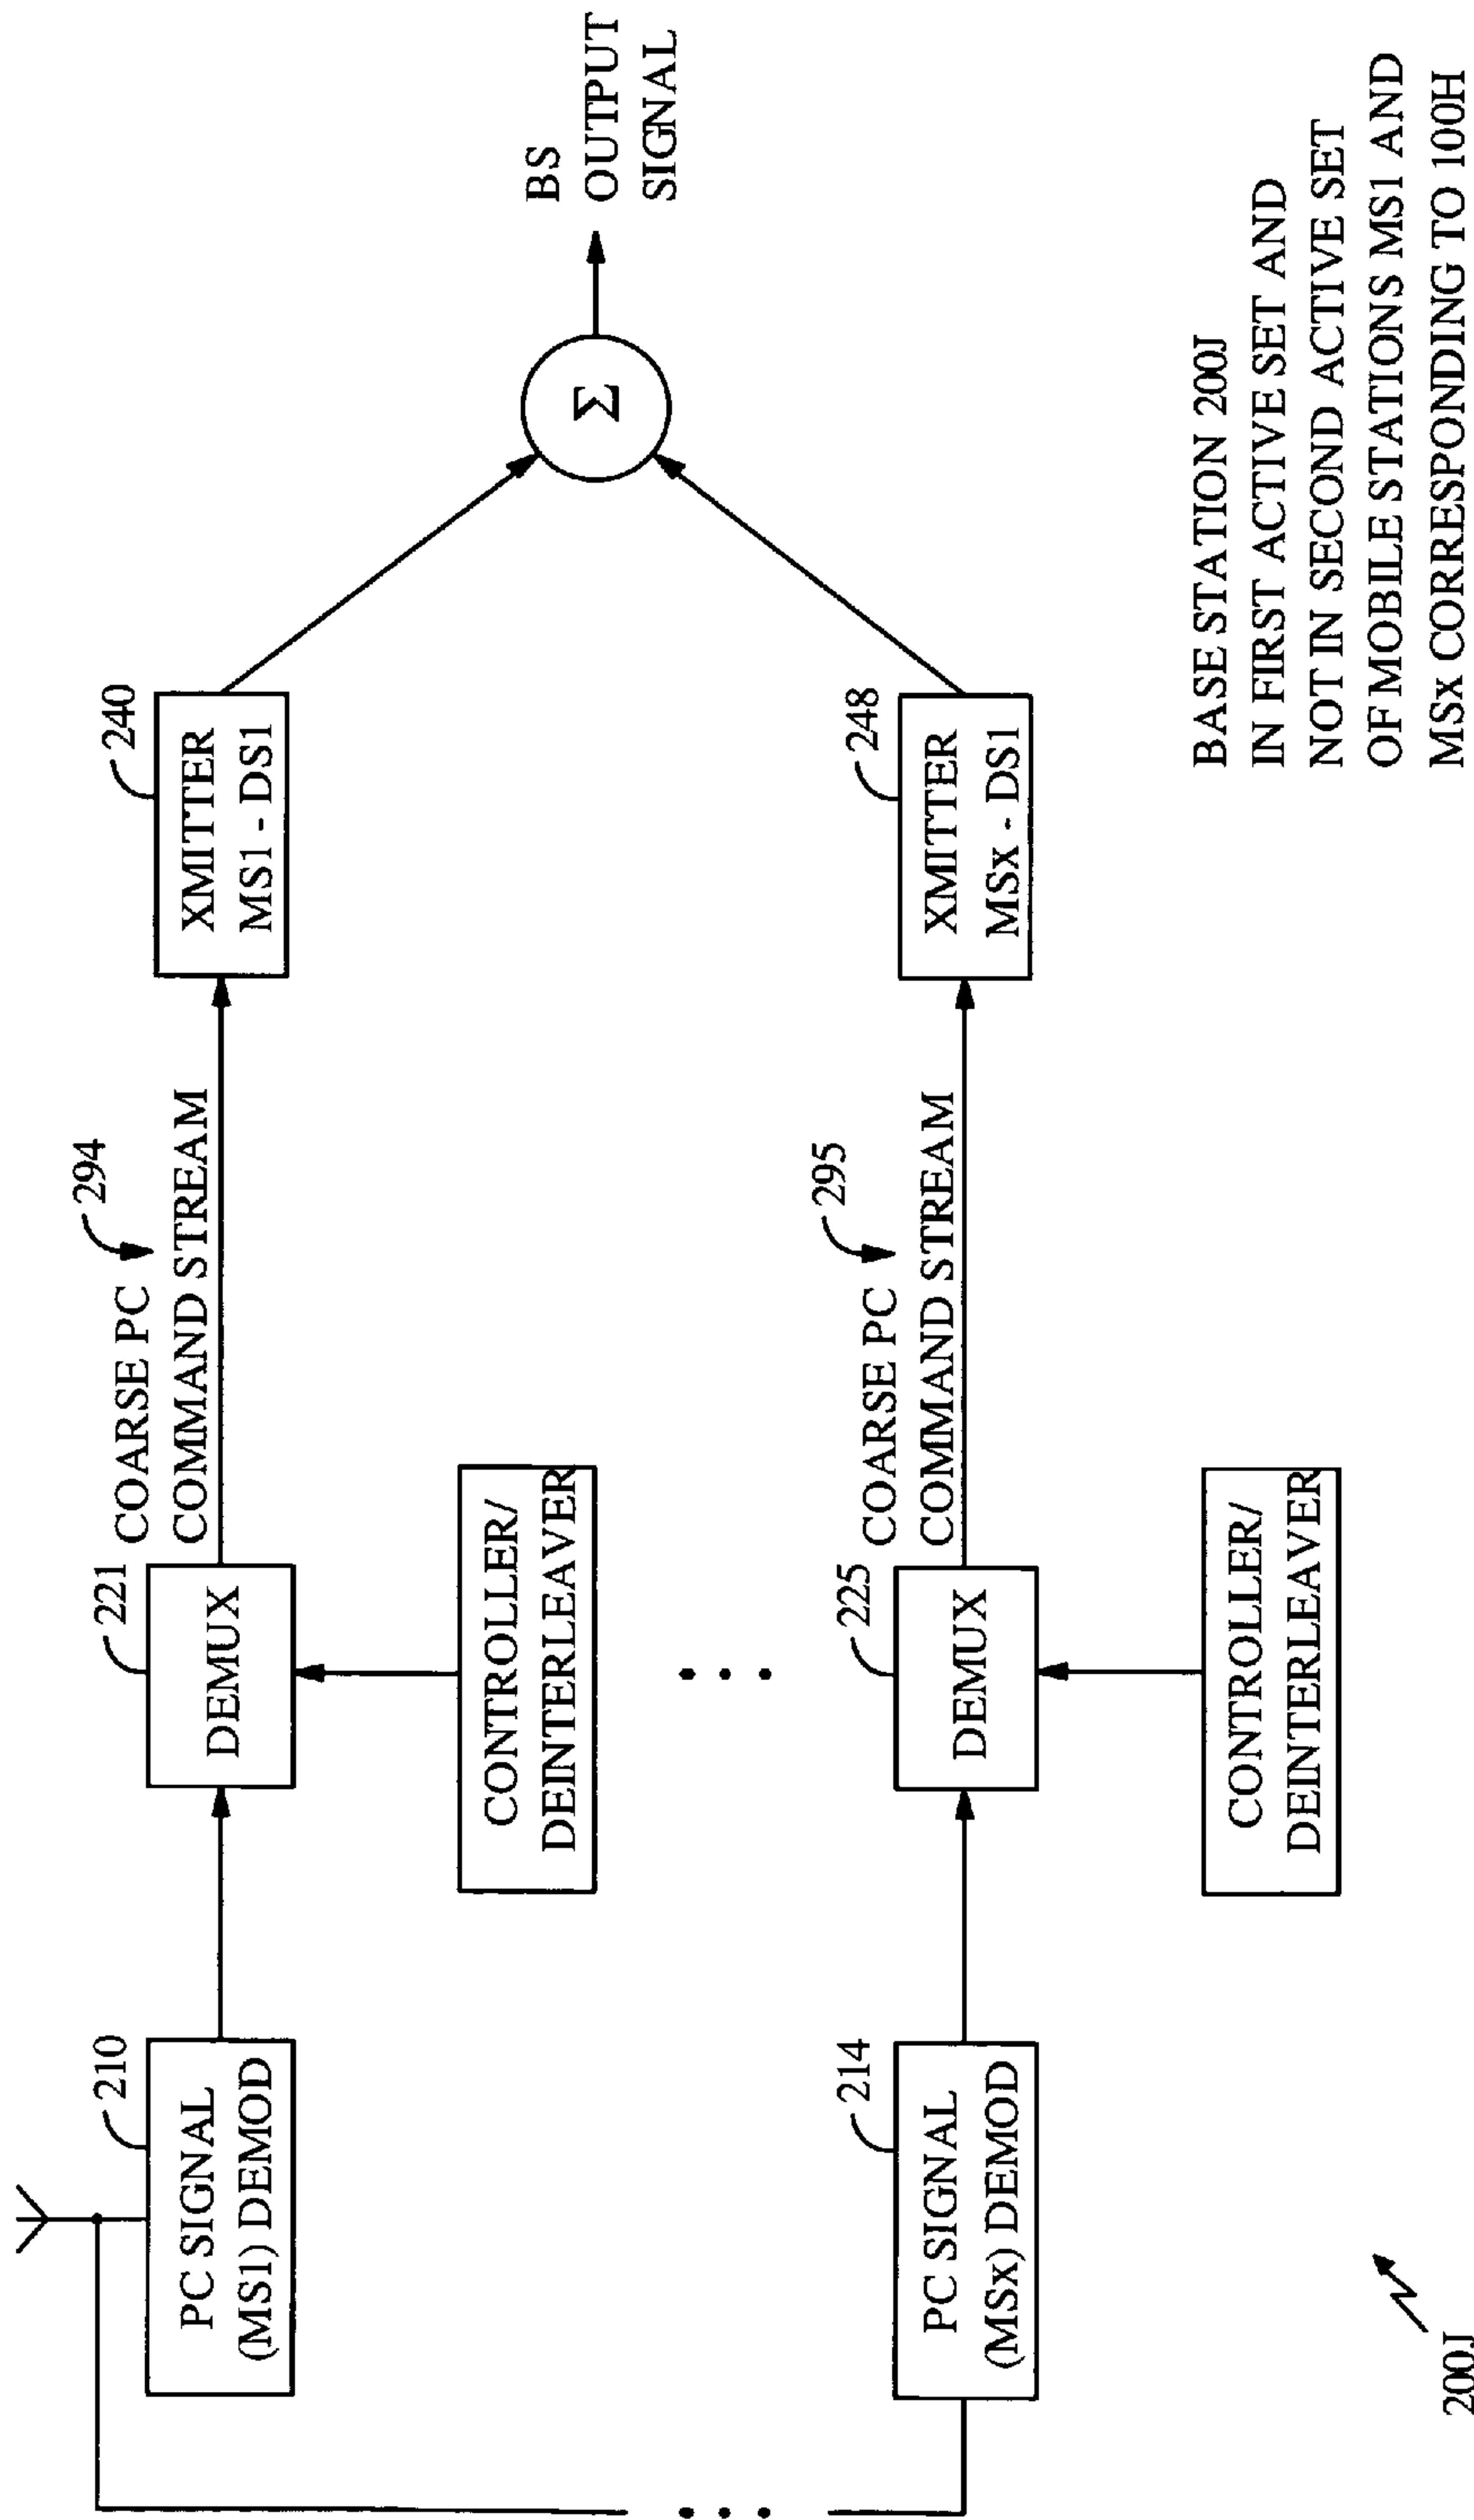 210
PC SIGNAL
(MS1) DEMOD
221
DEMUX
CONTROLLER/
DEINTERLEAVER
294
COARSE PC
COMMAND STREAM
240
XMITTER
MS1 - DS1
Σ
BS
OUTPUT
SIGNAL
214
PC SIGNAL
(MSx) DEMOD
225
DEMUX
CONTROLLER/
DEINTERLEAVER
295
COARSE PC
COMMAND STREAM
248
XMITTER
MSx - DS1
200J
BASE STATION 200J
IN FIRST ACTIVE SET AND
NOT IN SECOND ACTIVE SET
OF MOBILE STATIONS MS1 AND
MSx CORRESPONDING TO 100H